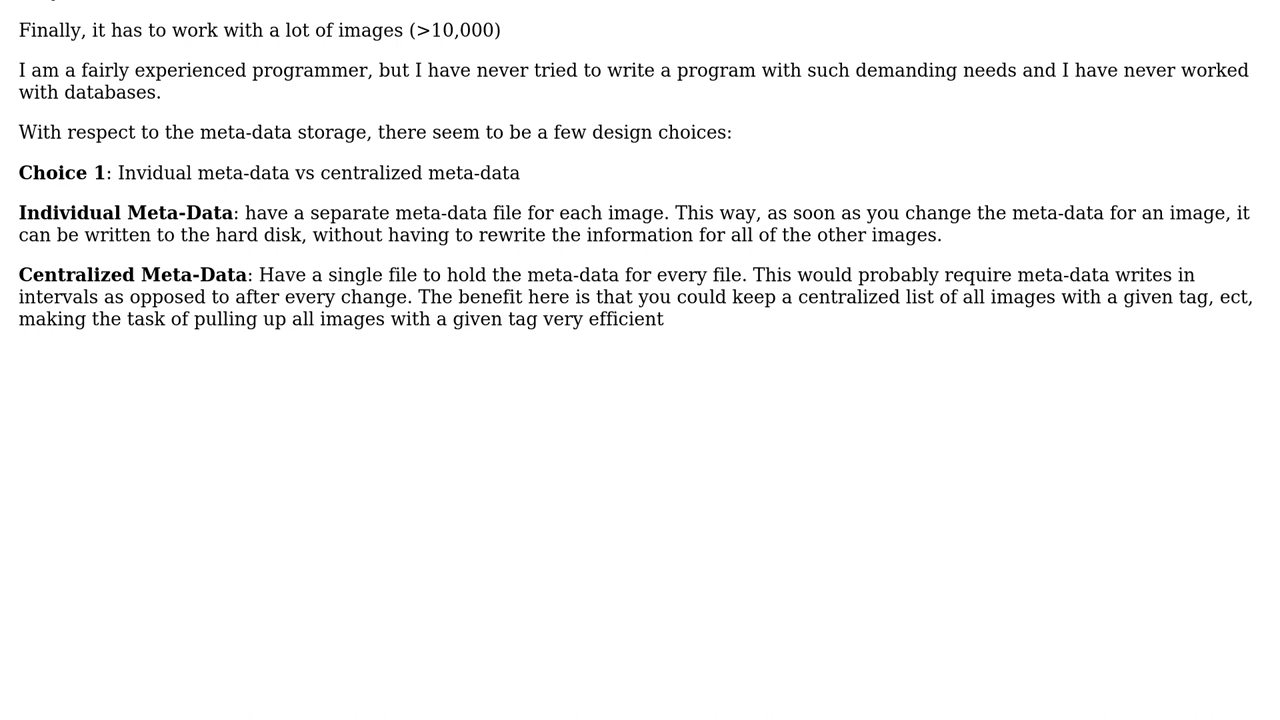 Finally, it has to work with a lot of images (>10,000)
I am a fairly experienced programmer, but I have never tried to write a program with such demanding needs and I have never worked
with databases.
With respect to the meta-data storage, there seem to be a few design choices:
Choice 1: Invidual meta-data vs centralized meta-data
Individual Meta-Data: have a separate meta-data file for each image. This way, as soon as you change the meta-data for an image, it
can be written to the hard disk, without having to rewrite the information for all of the other images.
Centralized Meta-Data: Have a single file to hold the meta-data for every file. This would probably require meta-data writes in
intervals as opposed to after every change. The benefit here is that you could keep a centralized list of all images with a given tag, ect,
making the task of pulling up all images with a given tag very efficient